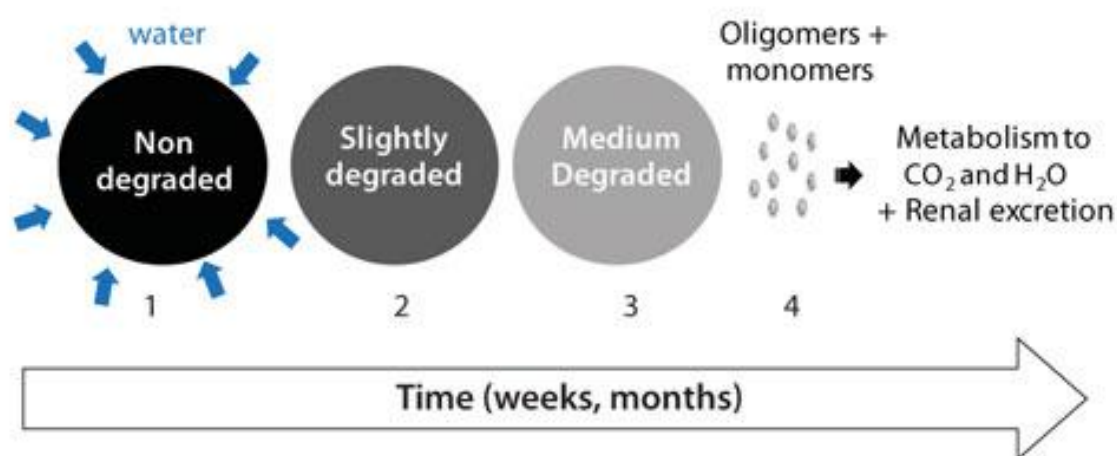 water
Non
degraded
Slightly
degraded
Medium
Degraded
Oligomers +
monomers
Metabolism to
CO₂ and H₂O
+ Renal excretion
1
2
3
4
Time (weeks, months)